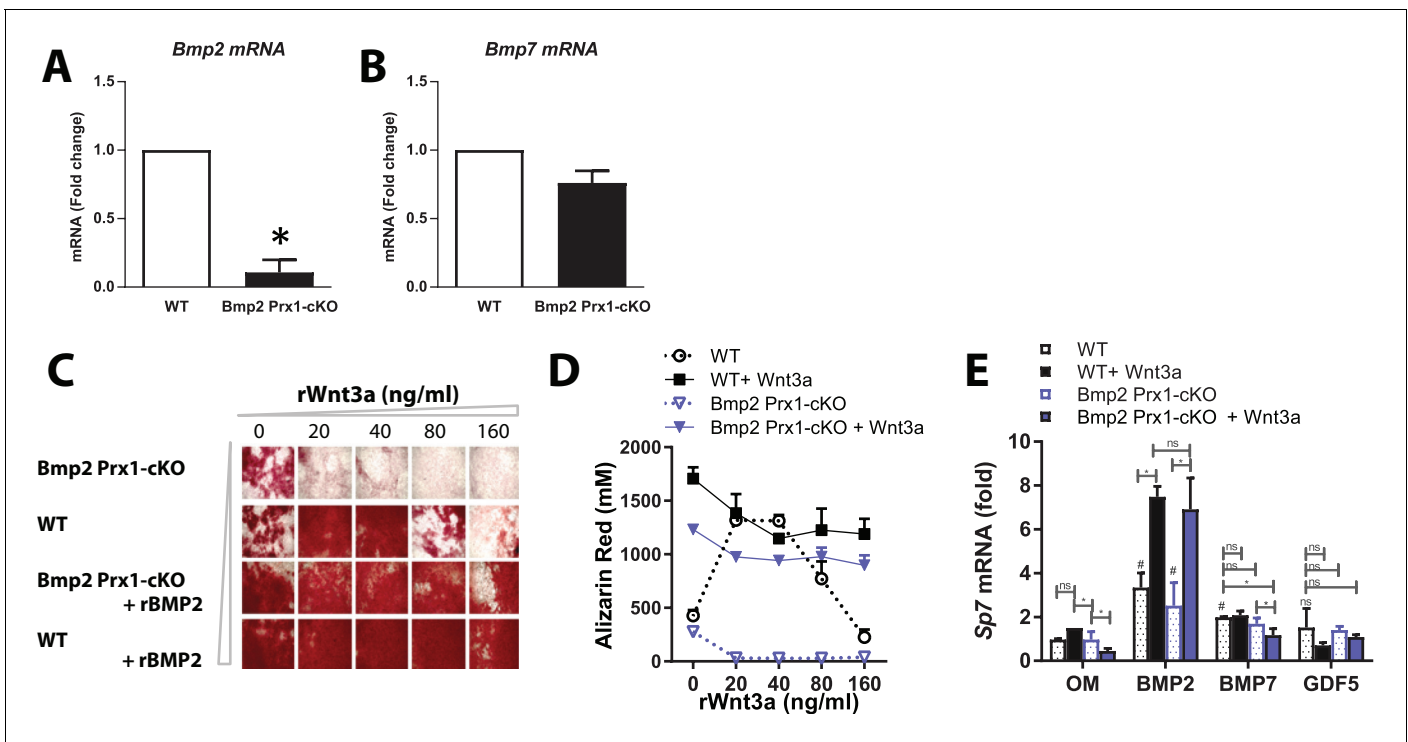 A
Bmp2 mRNA
mRNA (Fold change)
1.5
1.0
0.5
0.0
*
WT
Bmp2 Prx1-cKO
B
Bmp7 mRNA
mRNA (Fold change)
1.5
1.0
0.5
0.0
WT
Bmp2 Prx1-cKO
C
rWnt3a (ng/ml)
0 20 40 80 160
Bmp2 Prx1-cKO
WT
Bmp2 Prx1-cKO
+ rBMP2
WT
+ rBMP2
D
WT
WT+ Wnt3a
Bmp2 Prx1-cKO
Bmp2 Prx1-cKO + Wnt3a
Alizarin Red (mM)
2000
1500
1000
500
0
0 20 40 80 160
rWnt3a (ng/ml)
E
WT
WT+ Wnt3a
Bmp2 Prx1-cKO
Bmp2 Prx1-cKO + Wnt3a
Sp7 mRNA (fold)
10
8
6
4
2
0
ns
*
*
#
*
#
*
ns
#
ns
ns
*
*
ns
ns
ns
ns
OM BMP2 BMP7 GDF5